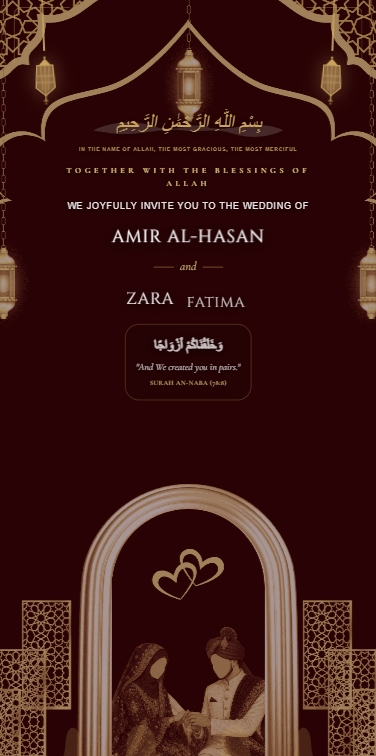 بِسْمِ اللَّهِ الرَّحْمَٰنِ الرَّحِيمِ
IN THE NAME OF ALLAH, THE MOST GRACIOUS, THE MOST MERCIFUL
TOGETHER WITH THE BLESSINGS OF
ALLAH
WE JOYFULLY INVITE YOU TO THE WEDDING OF
AMIR AL-HASAN
and
ZARA FATIMA
وَخَلَقْنَاكُمْ أَزْوَاجًا
"And We created you in pairs."
SURAH AN-NABA (78:8)